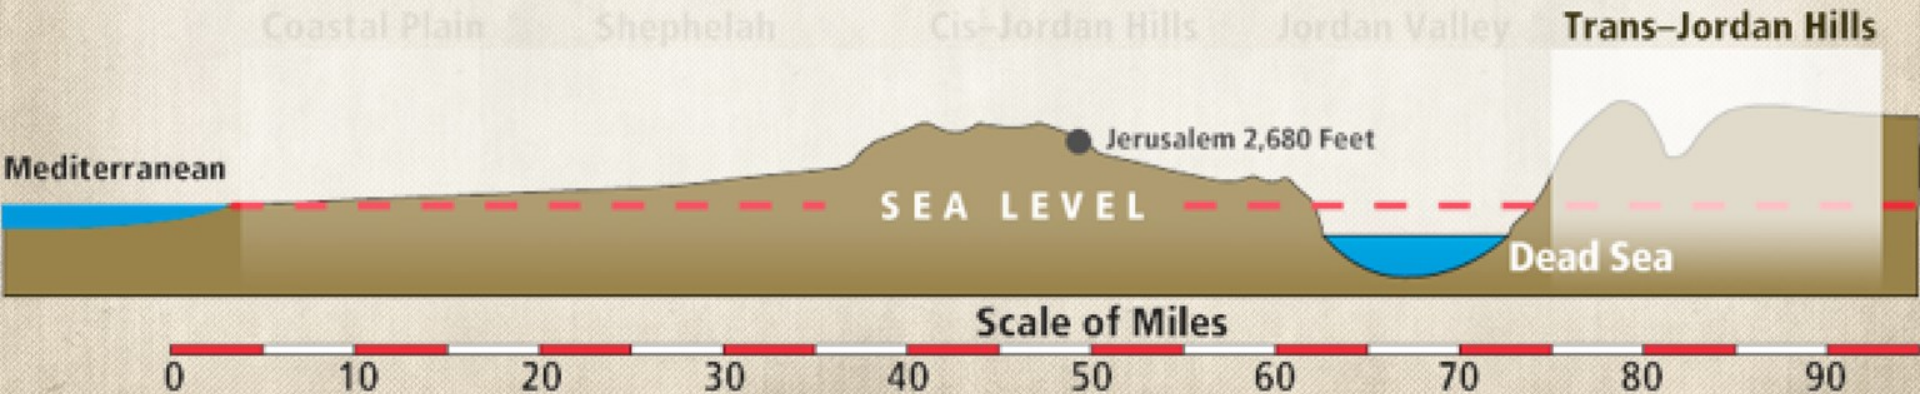 Coastal Plain Shephelah Cis–Jordan Hills Jordan Valley Trans–Jordan Hills
Jerusalem 2,680 Feet
Mediterranean
SEA LEVEL
Dead Sea
Scale of Miles
0 10 20 30 40 50 60 70 80 90